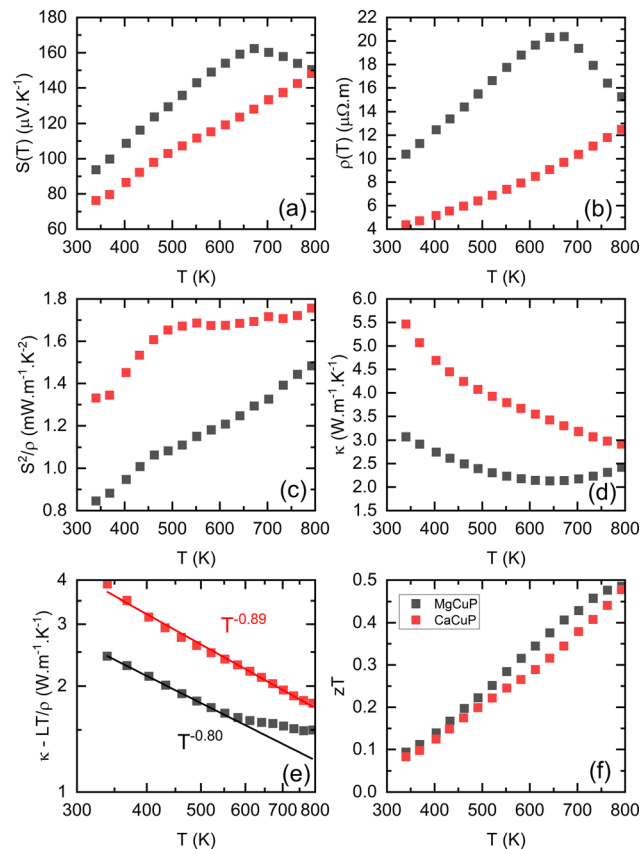 S(T) (μV.K⁻¹)
180
160
140
120
100
80
60
300 400 500 600 700 800
T (K)
(a)
ρ(T) (μΩ.m)
22
20
18
16
14
12
10
8
6
4
300 400 500 600 700 800
T (K)
(b)
S²/ρ (mW.m⁻¹.K⁻²)
1.8
1.6
1.4
1.2
1.0
0.8
300 400 500 600 700 800
T (K)
(c)
κ (W.m⁻¹.K⁻¹)
6.0
5.5
5.0
4.5
4.0
3.5
3.0
2.5
2.0
1.5
1.0
300 400 500 600 700 800
T (K)
(d)
κ - LT/ρ (W.m⁻¹.K⁻¹)
4
3
2
1
T⁻⁰·⁸⁹
T⁻⁰·⁸⁰
300 400 500 600 700 800
T (K)
(e)
zT
0.5
0.4
0.3
0.2
0.1
0.0
MgCuP
CaCuP
300 400 500 600 700 800
T (K)
(f)